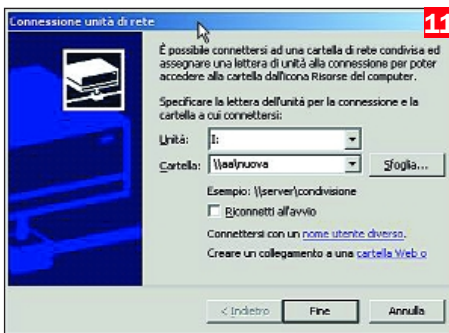 Connessione unità di rete
11
È possibile connettersi ad una cartella di rete condivisa ed
assegnare una lettera di unità alla connessione per poter
accedere alla cartella dall'icona Risorse del computer.
Specificare la lettera dell'unità per la connessione e la
cartella a cui connettersi:
Unità: I:
Cartella: \\aal\nuova Sfoglia...
Esempio: \\server\condivisione
Riconnetti all'avvio
Connettersi con un nome utente diverso.
Creare un collegamento a una cartella Web o
< Indietro Fine Annulla